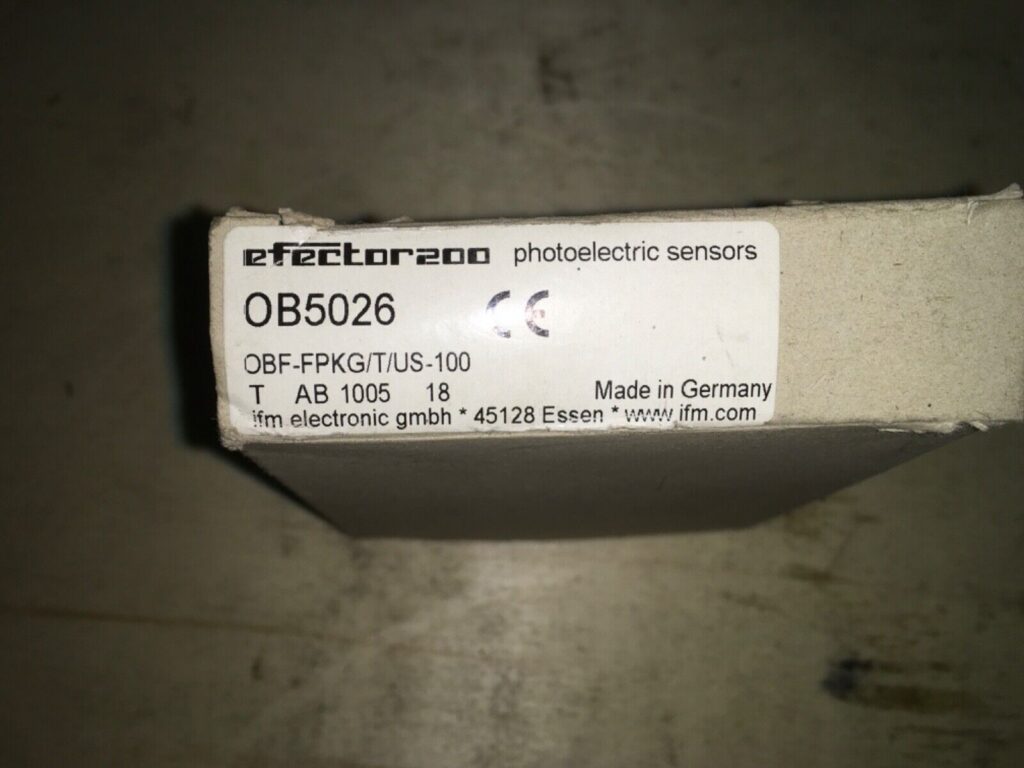 efector200 photoelectric sensors
OB5026 CE
OBF-FPKG/T/US-100
T AB 1005 18 Made in Germany
ifm electronic gmbh * 45128 Essen * www.ifm.com